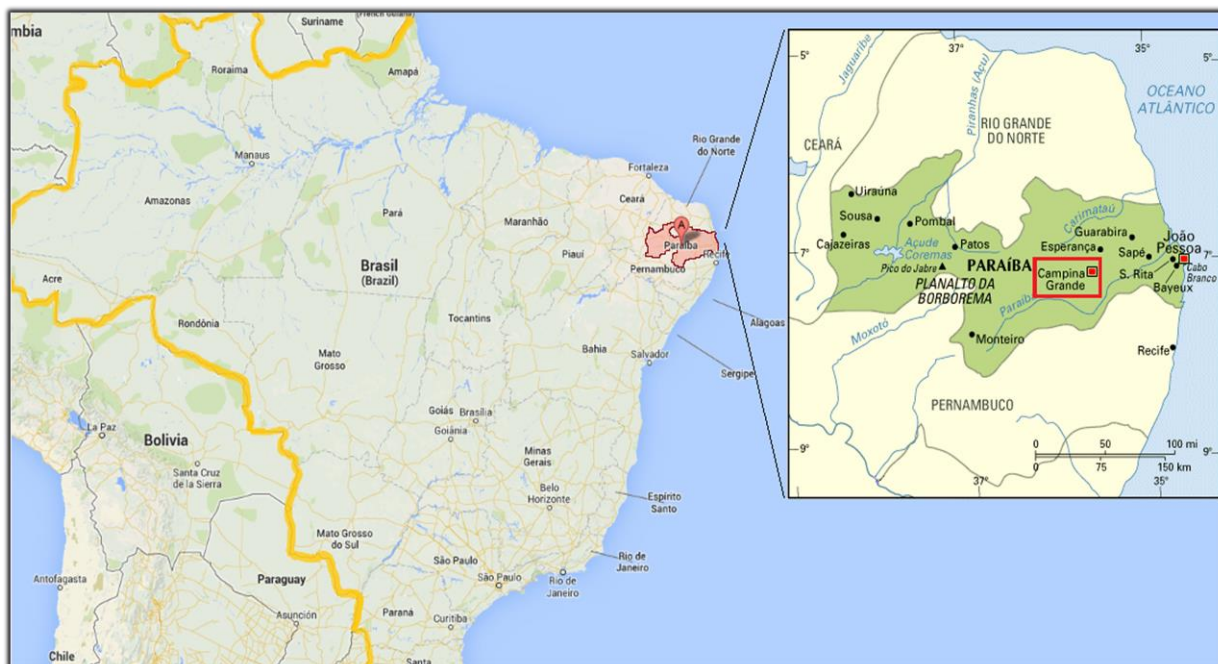 mbia
Suriname
(French Guiana)
Roraima
Amapá
Manaus
Amazonas
Pará
Maranhão
Fortaleza
Ceará
Rio Grande
do Norte
A
Piauí
Paraíba
Recife
Pernambuco
Acre
Brasil
(Brazil)
Rondônia
Tocantins
Alagoas
Mato
Grosso
Bahia
Salvador
Sergipe
La Paz
Bolivia
Goiás
Brasília
Goiânia
Santa Cruz
de la Sierra
Minas
Gerais
Belo
Horizonte
Espírito
Santo
Mato Grosso
do Sul
Rio de
Janeiro
São Paulo
São Paulo
Rio de
Janeiro
Antofagasta
Paraguay
Asunción
Paraná
Curitiba
Santa
Chile
37°
35°
5°
5°
Jaguaribe
Piranhas (Açu)
OCEANO
ATLÂNTICO
CEARÁ
RIO GRANDE
DO NORTE
Uiraúna
Sousa
Pombal
Carimataú
Guarabira
João
Pessoa
Cajazeiras
Açude
Coremas
Patos
Esperança
Sapé
7°
7°
Pico do Jabre
PARAÍBA
Campina
Grande
S. Rita
Cabo
Branco
Bayeux
PLANALTO DA
BORBOREMA
Paraíba
Moxotó
Monteiro
Recife
PERNAMBUCO
0 50 100 mi
0 75 150 km
9°
9°
37°
35°